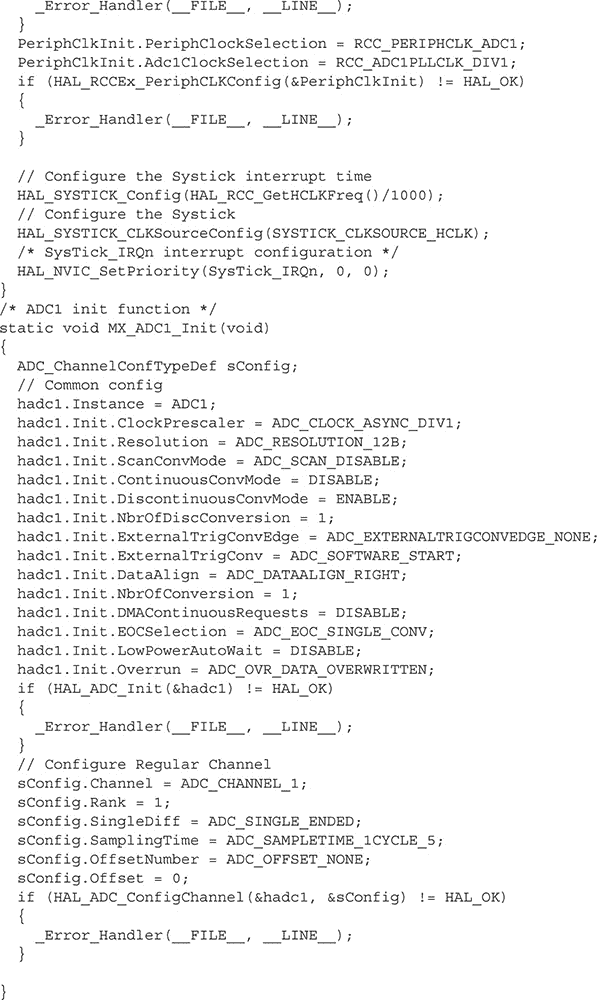 _Error_Handler(__FILE__, __LINE__);
  }
  PeriphClkInit.PeriphClockSelection = RCC_PERIPHCLK_ADC1;
  PeriphClkInit.Adc1ClockSelection = RCC_ADC1PLLCLK_DIV1;
  if (HAL_RCCEx_PeriphCLKConfig(&PeriphClkInit) != HAL_OK)
  {
    _Error_Handler(__FILE__, __LINE__);
  }

  // Configure the Systick interrupt time
  HAL_SYSTICK_Config(HAL_RCC_GetHCLKFreq()/1000);
  // Configure the Systick
  HAL_SYSTICK_CLKSourceConfig(SYSTICK_CLKSOURCE_HCLK);
  /* SysTick_IRQn interrupt configuration */
  HAL_NVIC_SetPriority(SysTick_IRQn, 0, 0);
}
/* ADC1 init function */
static void MX_ADC1_Init(void)
{
  ADC_ChannelConfTypeDef sConfig;
  // Common config
  hadc1.Instance = ADC1;
  hadc1.Init.ClockPrescaler = ADC_CLOCK_ASYNC_DIV1;
  hadc1.Init.Resolution = ADC_RESOLUTION_12B;
  hadc1.Init.ScanConvMode = ADC_SCAN_DISABLE;
  hadc1.Init.ContinuousConvMode = DISABLE;
  hadc1.Init.DiscontinuousConvMode = ENABLE;
  hadc1.Init.NbrOfDiscConversion = 1;
  hadc1.Init.ExternalTrigConvEdge = ADC_EXTERNALTRIGCONVEDGE_NONE;
  hadc1.Init.ExternalTrigConv = ADC_SOFTWARE_START;
  hadc1.Init.DataAlign = ADC_DATAALIGN_RIGHT;
  hadc1.Init.NbrOfConversion = 1;
  hadc1.Init.DMAContinuousRequests = DISABLE;
  hadc1.Init.EOCSelection = ADC_EOC_SINGLE_CONV;
  hadc1.Init.LowPowerAutoWait = DISABLE;
  hadc1.Init.Overrun = ADC_OVR_DATA_OVERWRITTEN;
  if (HAL_ADC_Init(&hadc1) != HAL_OK)
  {
    _Error_Handler(__FILE__, __LINE__);
  }
  // Configure Regular Channel
  sConfig.Channel = ADC_CHANNEL_1;
  sConfig.Rank = 1;
  sConfig.SingleDiff = ADC_SINGLE_ENDED;
  sConfig.SamplingTime = ADC_SAMPLETIME_1CYCLE_5;
  sConfig.OffsetNumber = ADC_OFFSET_NONE;
  sConfig.Offset = 0;
  if (HAL_ADC_ConfigChannel(&hadc1, &sConfig) != HAL_OK)
  {
    _Error_Handler(__FILE__, __LINE__);
  }

}